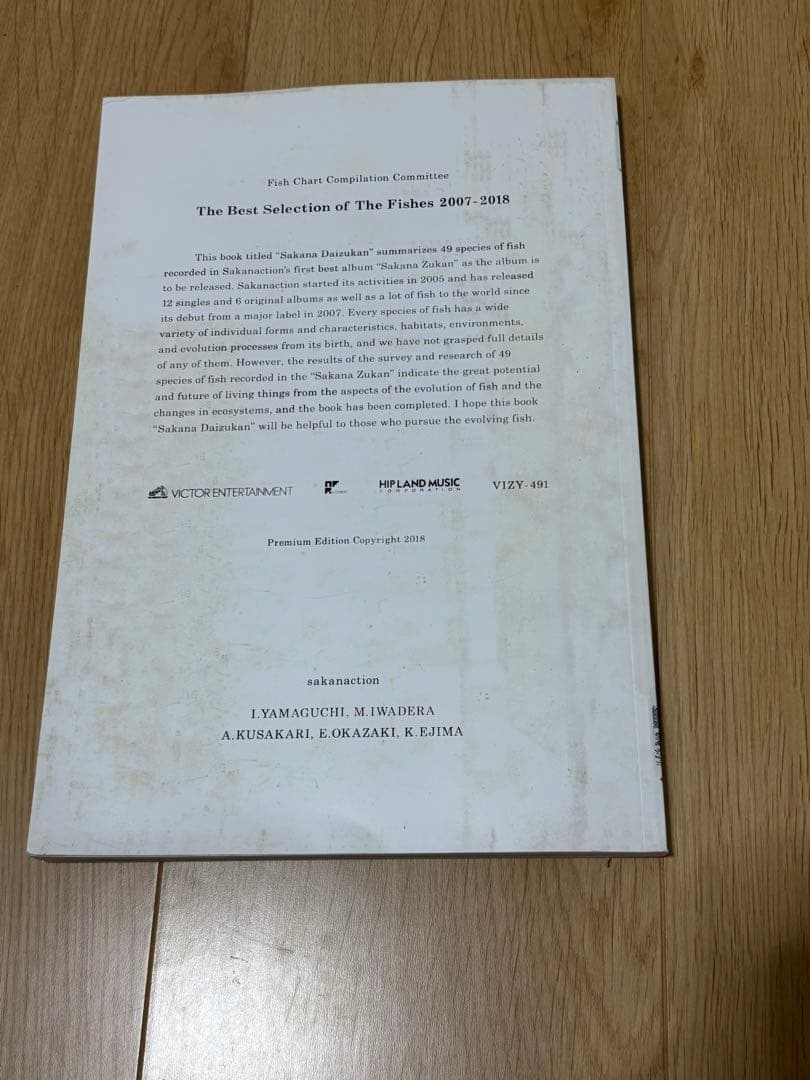 Fish Chart Compilation Committee
The Best Selection of The Fishes 2007-2018
This book titled "Sakana Daizukan" summarizes 49 species of fish
recorded in Sakanaction's first best album "Sakana Zukan" as the album is
to be released. Sakanaction started its activities in 2005 and has released
12 singles and 6 original albums as well as a lot of fish to the world since
its debut from a major label in 2007. Every species of fish has a wide
variety of individual forms and characteristics, habitats, environments,
and evolution processes from its birth, and we have not grasped full details
of any of them. However, the results of the survey and research of 49
species of fish recorded in the "Sakana Zukan" indicate the great potential
and future of living things from the aspects of the evolution of fish and the
changes in ecosystems, and the book has been completed. I hope this book
"Sakana Daizukan" will be helpful to those who pursue the evolving fish.
VICTOR ENTERTAINMENT NF HIP LAND MUSIC VIZY-491
CORPORATION
Premium Edition Copyright 2018
sakanaction
I.YAMAGUCHI, M.IWADERA
A.KUSAKARI, E.OKAZAKI, K.EJIMA